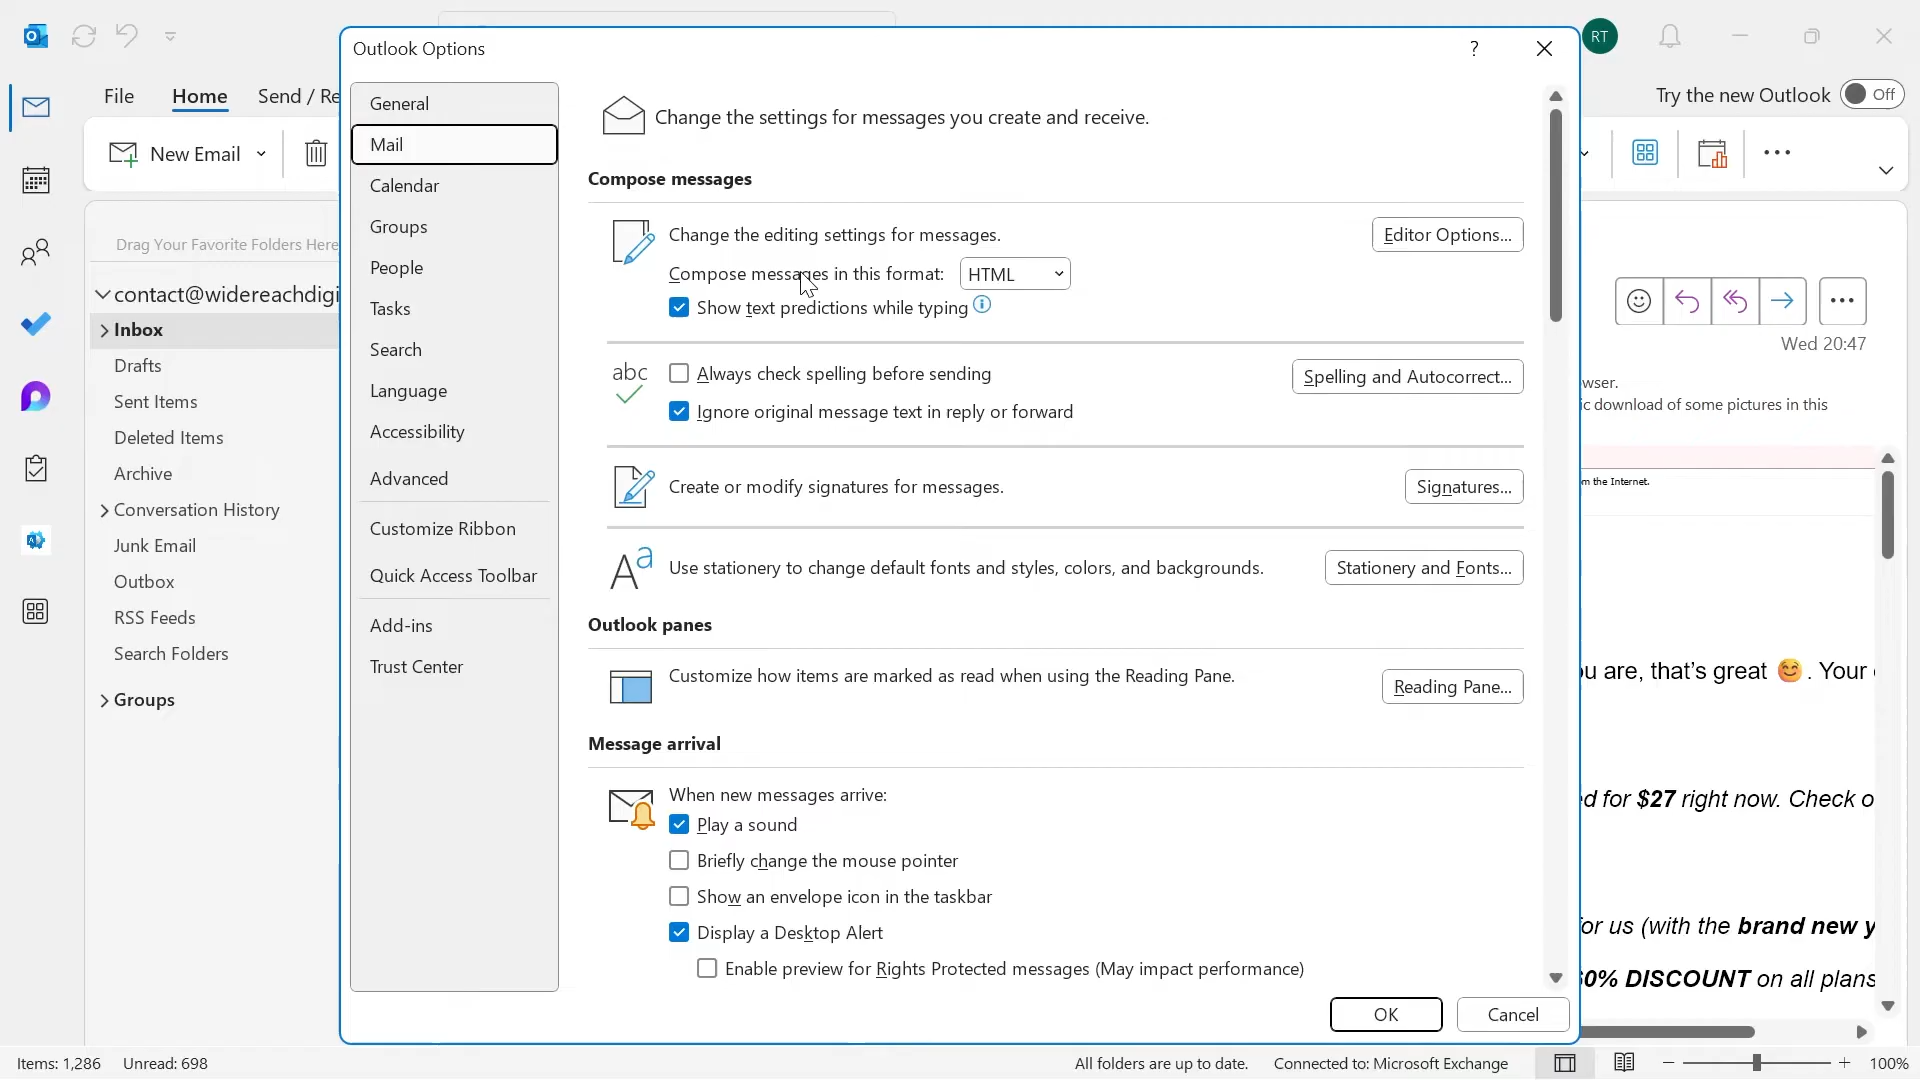 Outlook Options
?
RT
File
Home
Send / Re
Try the new Outlook
Off
New Email
Drag Your Favorite Folders Here
contact@widereachdigi
Inbox
Drafts
Sent Items
Deleted Items
Archive
Conversation History
Junk Email
Outbox
RSS Feeds
Search Folders
Groups
General
Mail
Calendar
Groups
People
Tasks
Search
Language
Accessibility
Advanced
Customize Ribbon
Quick Access Toolbar
Add-ins
Trust Center
Change the settings for messages you create and receive.
Compose messages
Change the editing settings for messages.
Editor Options...
Compose messages in this format: HTML
Show text predictions while typing
abc
Always check spelling before sending
Spelling and Autocorrect...
Ignore original message text in reply or forward
Create or modify signatures for messages.
Signatures...
Use stationery to change default fonts and styles, colors, and backgrounds.
Stationery and Fonts...
Outlook panes
Customize how items are marked as read when using the Reading Pane.
Reading Pane...
Message arrival
When new messages arrive:
Play a sound
Briefly change the mouse pointer
Show an envelope icon in the taskbar
Display a Desktop Alert
Enable preview for Rights Protected messages (May impact performance)
OK
Cancel
Wed 20:47
wser.
ic download of some pictures in this
m the Internet.
ou are, that's great 😊. Your
ed for $27 right now. Check o
for us (with the brand new y
60% DISCOUNT on all plans
Items: 1,286
Unread: 698
All folders are up to date.
Connected to: Microsoft Exchange
100%